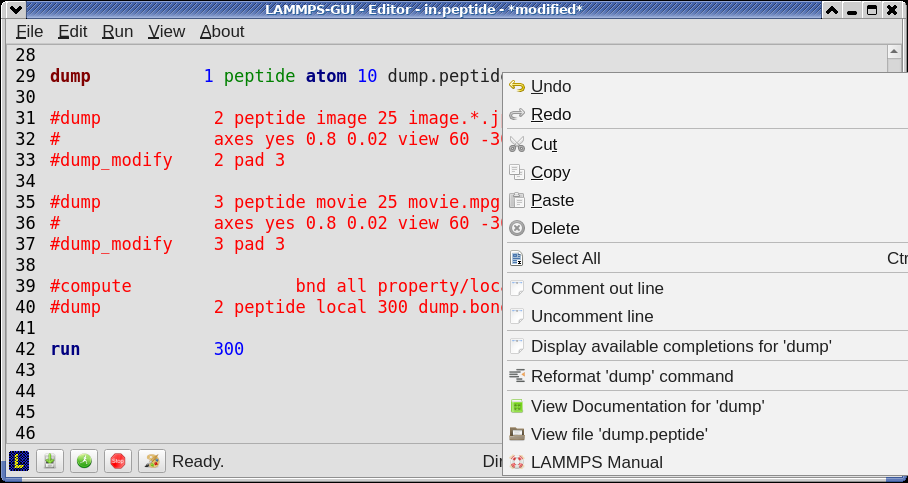 LAMMPS-GUI - Editor - in.peptide - *modified*
File Edit Run View About
28
29 dump 1 peptide atom 10 dump.peptide
30
31 #dump 2 peptide image 25 image.*.j
32 # axes yes 0.8 0.02 view 60 -30
33 #dump_modify 2 pad 3
34
35 #dump 3 peptide movie 25 movie.mpg
36 # axes yes 0.8 0.02 view 60 -30
37 #dump_modify 3 pad 3
38
39 #compute bnd all property/loca
40 #dump 2 peptide local 300 dump.bond
41
42 run 300
43
44
45
46
Undo
Redo
Cut
Copy
Paste
Delete
Select All Ctr
Comment out line
Uncomment line
Display available completions for 'dump'
Reformat 'dump' command
View Documentation for 'dump'
View file 'dump.peptide'
LAMMPS Manual
L Stop Ready. Dir